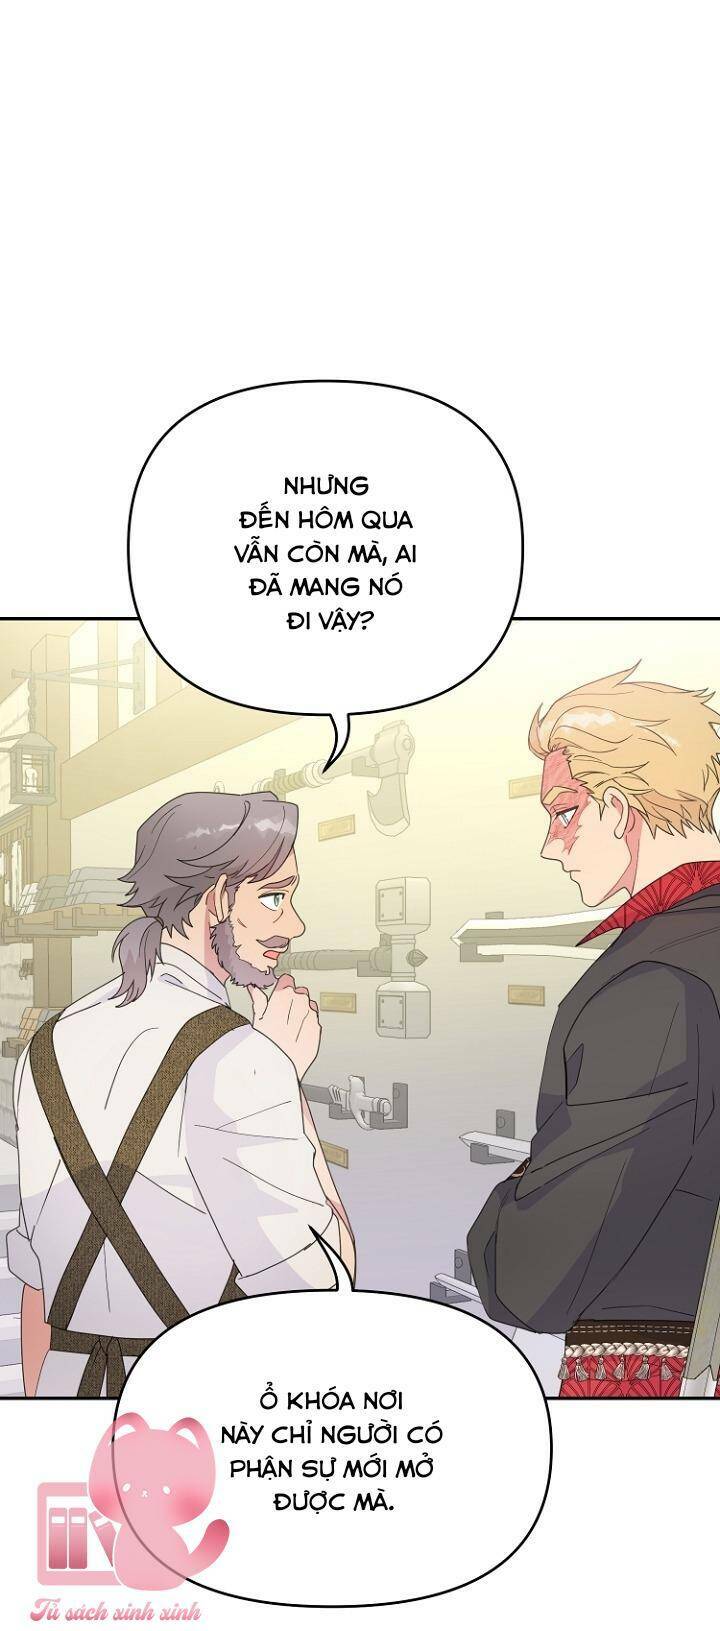 NHƯNG
ĐẾN HÔM QUA
VẪN CÒN MÀ, AI
ĐÃ MANG NÓ
ĐI VẬY?
Ổ KHÓA NƠI
NÀY CHỈ NGƯỜI CÓ
PHẬN SỰ MỚI MỞ
ĐƯỢC MÀ.
Tủ sách xinh xinh